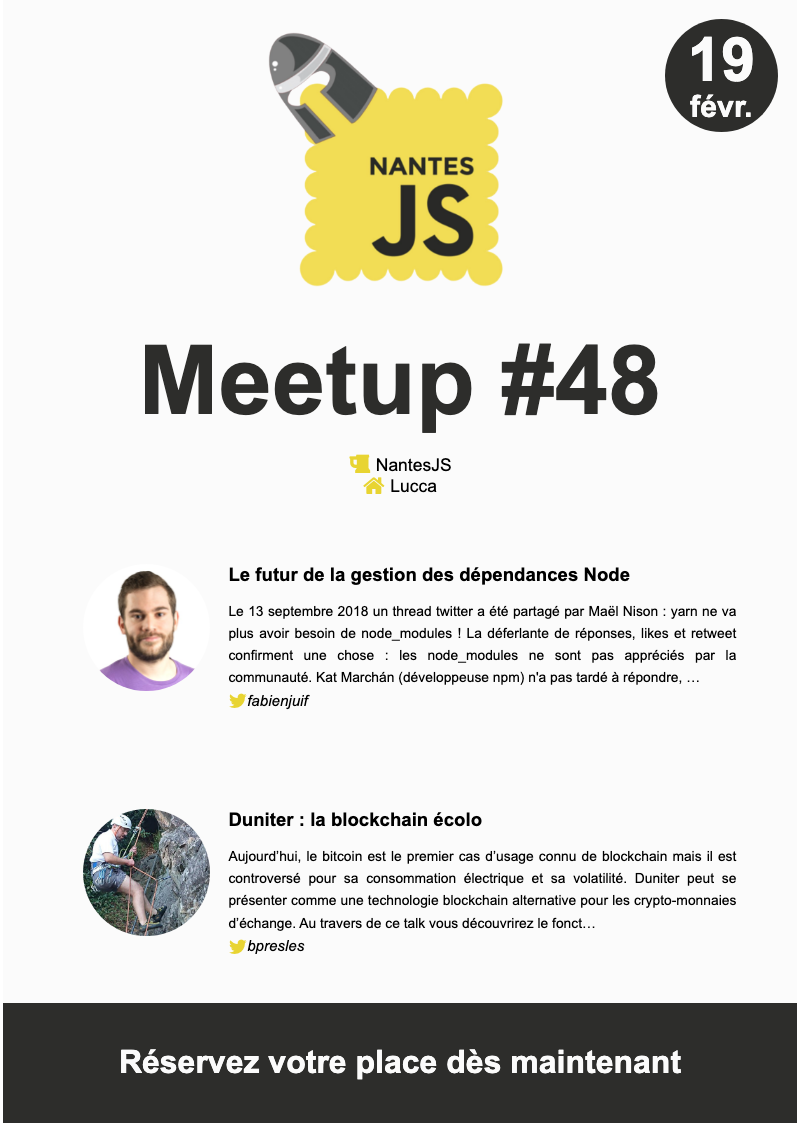 19
févr.
NANTES
JS
Meetup #48
NantesJS
Lucca
Le futur de la gestion des dépendances Node
Le 13 septembre 2018 un thread twitter a été partagé par Maël Nison : yarn ne va
plus avoir besoin de node_modules ! La déferlante de réponses, likes et retweet
confirment une chose : les node_modules ne sont pas appréciés par la
communauté. Kat Marchán (développeuse npm) n'a pas tardé à répondre, …
fabienjuif
Duniter : la blockchain écolo
Aujourd’hui, le bitcoin est le premier cas d’usage connu de blockchain mais il est
controversé pour sa consommation électrique et sa volatilité. Duniter peut se
présenter comme une technologie blockchain alternative pour les crypto-monnaies
d’échange. Au travers de ce talk vous découvrirez le fonct…
bpresles
Réservez votre place dès maintenant